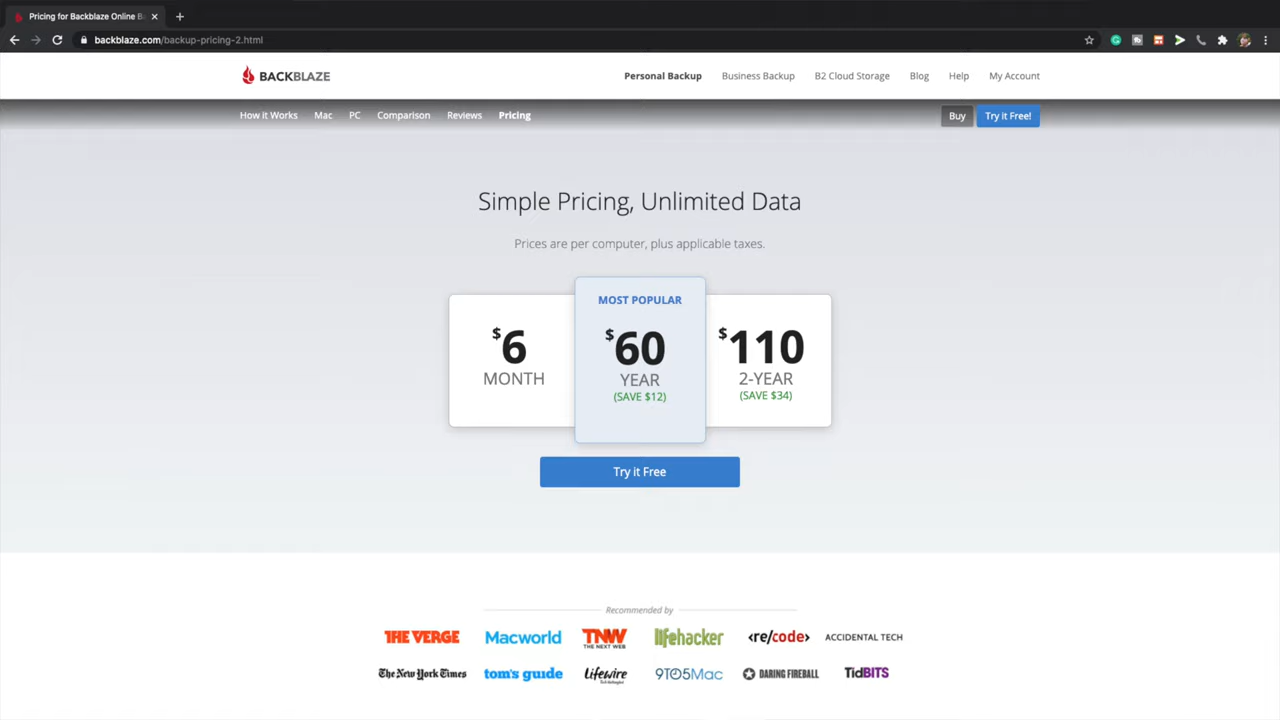 Pricing for Backblaze Online B
backblaze.com/backup-pricing-2.html
BACKBLAZE
Personal Backup
Business Backup
B2 Cloud Storage
Blog
Help
My Account
How it Works
Mac
PC
Comparison
Reviews
Pricing
Buy
Try it Free!
Simple Pricing, Unlimited Data
Prices are per computer, plus applicable taxes.
$6
MONTH
MOST POPULAR
$60
YEAR
(SAVE $12)
$110
2-YEAR
(SAVE $34)
Try it Free
Recommended by
THE VERGE
Macworld
TNW
THE NEXT WEB
lifehacker
<re/code>
ACCIDENTAL TECH
The New York Times
tom's guide
Lifewire
9TO5Mac
DARING FIREBALL
TidBITS